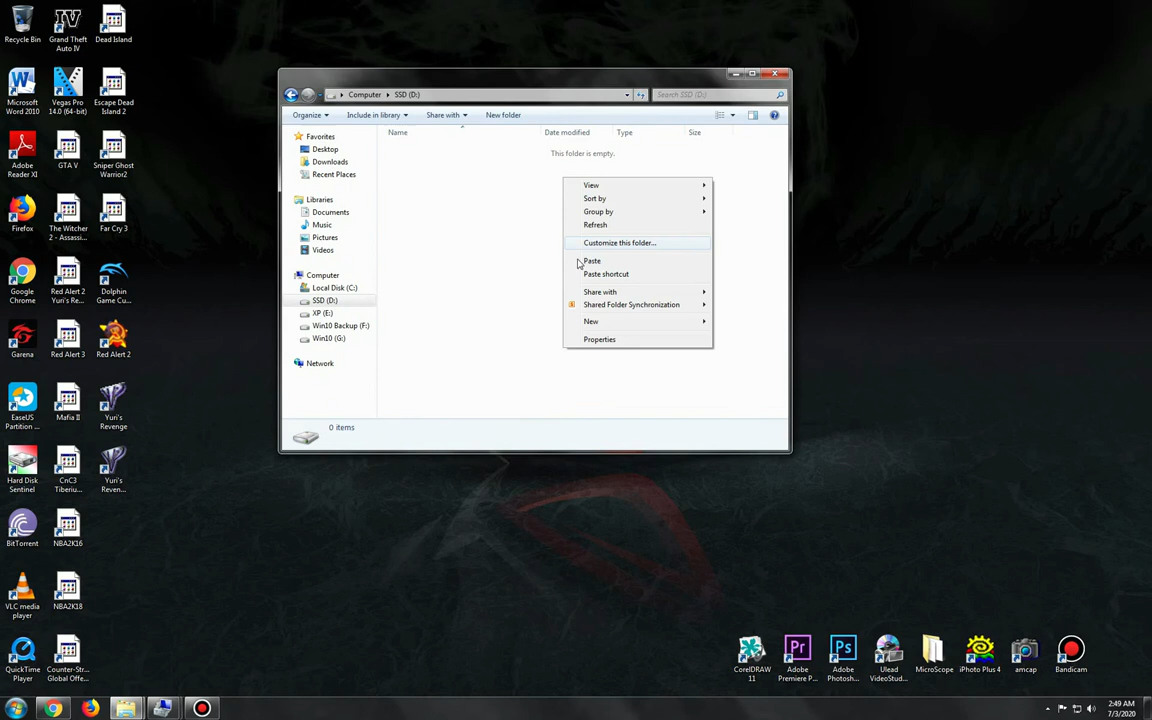 Recycle Bin
Grand Theft
Auto IV
Dead Island
Microsoft
Word 2010
Vegas Pro
14.0 (64-bit)
Escape Dead
Island 2
Adobe
Reader XI
GTA V
Sniper Ghost
Warrior2
Firefox
The Witcher
2 - Assassi...
Far Cry 3
Google
Chrome
Red Alert 2
Yuri's Re...
Dolphin
Game Cu...
Garena
Red Alert 3
Red Alert 2
EaseUS
Partition ...
Mafia II
Yuri's
Revenge
Hard Disk
Sentinel
CnC3
Tiberiu...
Yuri's
Reven...
BitTorrent
NBA2K16
VLC media
player
NBA2K18
QuickTime
Player
Counter-Str...
Global Offe...
Computer
SSD (D:)
Search SSD (D:)
Organize
Include in library
Share with
New folder
Favorites
Desktop
Downloads
Recent Places
Libraries
Documents
Music
Pictures
Videos
Computer
Local Disk (C:)
SSD (D:)
XP (E:)
Win10 Backup (F:)
Win10 (G:)
Network
Name
Date modified
Type
Size
This folder is empty.
View
Sort by
Group by
Refresh
Customize this folder...
Paste
Paste shortcut
Share with
Shared Folder Synchronization
New
Properties
0 items
CorelDRAW
11
Pr
Adobe
Premiere P...
Ps
Adobe
Photosh...
Ulead
VideoStud...
MicroScope
iPhoto Plus 4
amcap
Bandicam
2:49 AM
7/3/2020